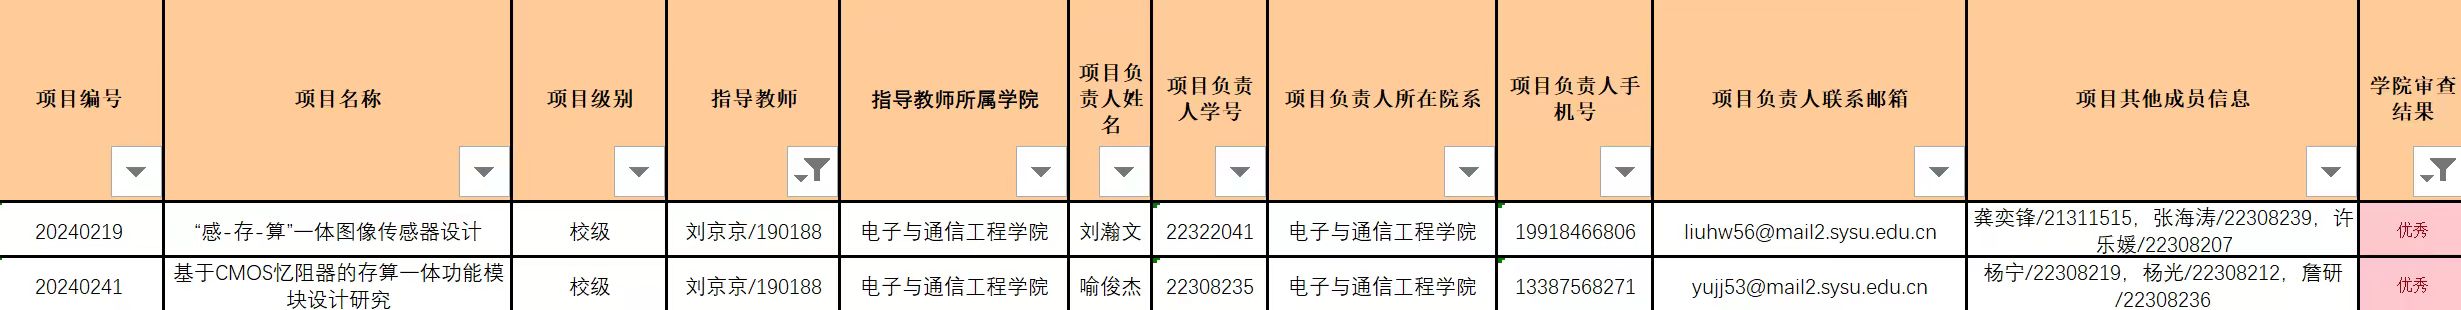 项目编号
项目名称
项目级别
指导教师
指导教师所属学院
项目负
责人姓
名
项目负责
人学号
项目负责人所在院系
项目负责人手
机号
项目负责人联系邮箱
项目其他成员信息
学院审查
结果
20240219
“感-存-算”一体图像传感器设计
校级
刘京京/190188
电子与通信工程学院
刘瀚文
22322041
电子与通信工程学院
19918466806
liuhw56@mail2.sysu.edu.cn
龚奕锋/21311515，张海涛/22308239，许
乐媛/22308207
优秀
20240241
基于CMOS忆阻器的存算一体功能模
块设计研究
校级
刘京京/190188
电子与通信工程学院
喻俊杰
22308235
电子与通信工程学院
13387568271
yujj53@mail2.sysu.edu.cn
杨宁/22308219，杨光/22308212，詹研
/22308236
优秀